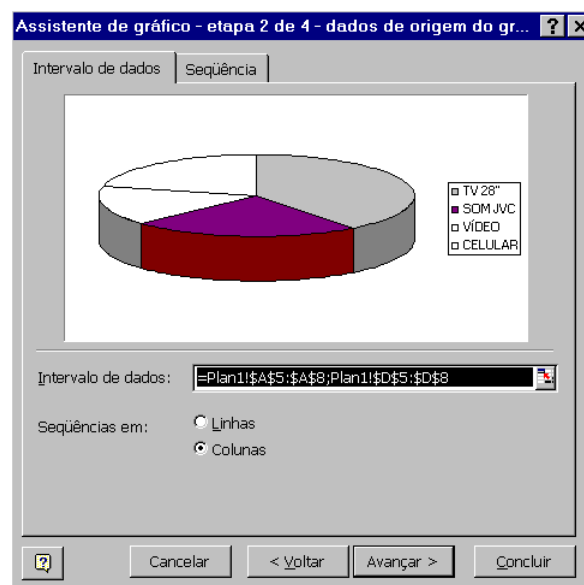 Assistente de gráfico - etapa 2 de 4 - dados de origem do gr...
Intervalo de dados
Seqüência
TV 28"
SOM JVC
VÍDEO
CELULAR
Intervalo de dados: =Plan1!$A$5:$A$8;Plan1!$D$5:$D$8
Seqüências em: Linhas
Colunas
Cancelar < Voltar Avançar > Concluir